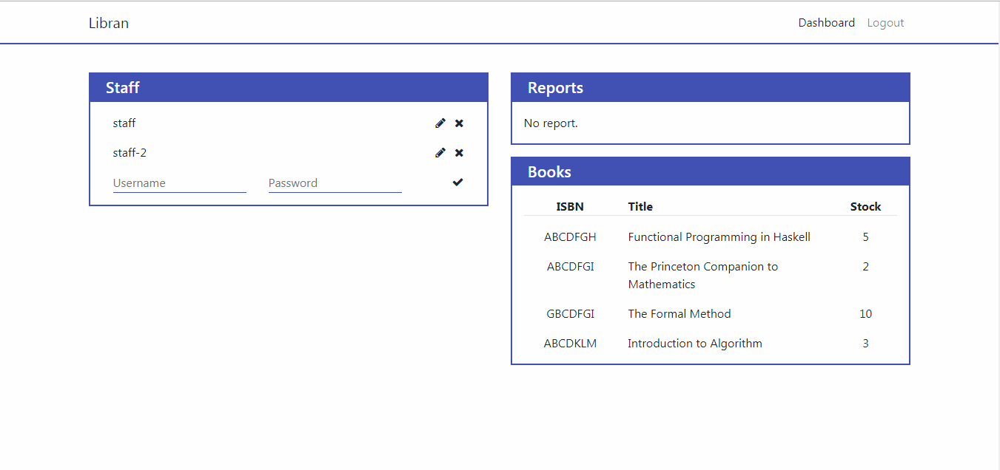 Libran
Dashboard Logout
Staff
staff
staff-2
Username Password
Reports
No report.
Books
ISBN Title Stock
ABCDFGH Functional Programming in Haskell 5
ABCDFGI The Princeton Companion to 2
Mathematics
GBCDFGI The Formal Method 10
ABCDKLM Introduction to Algorithm 3